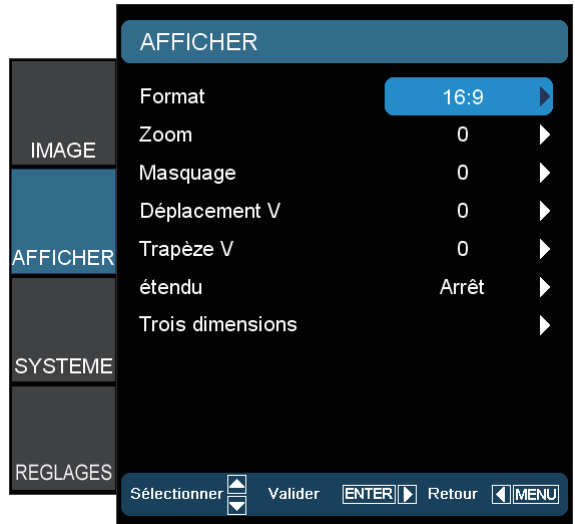 AFFICHER
IMAGE
AFFICHER
SYSTEME
REGLAGES
Format 16:9
Zoom 0
Masquage 0
Déplacement V 0
Trapèze V 0
étendu Arrêt
Trois dimensions
Sélectionner Valider ENTER Retour MENU